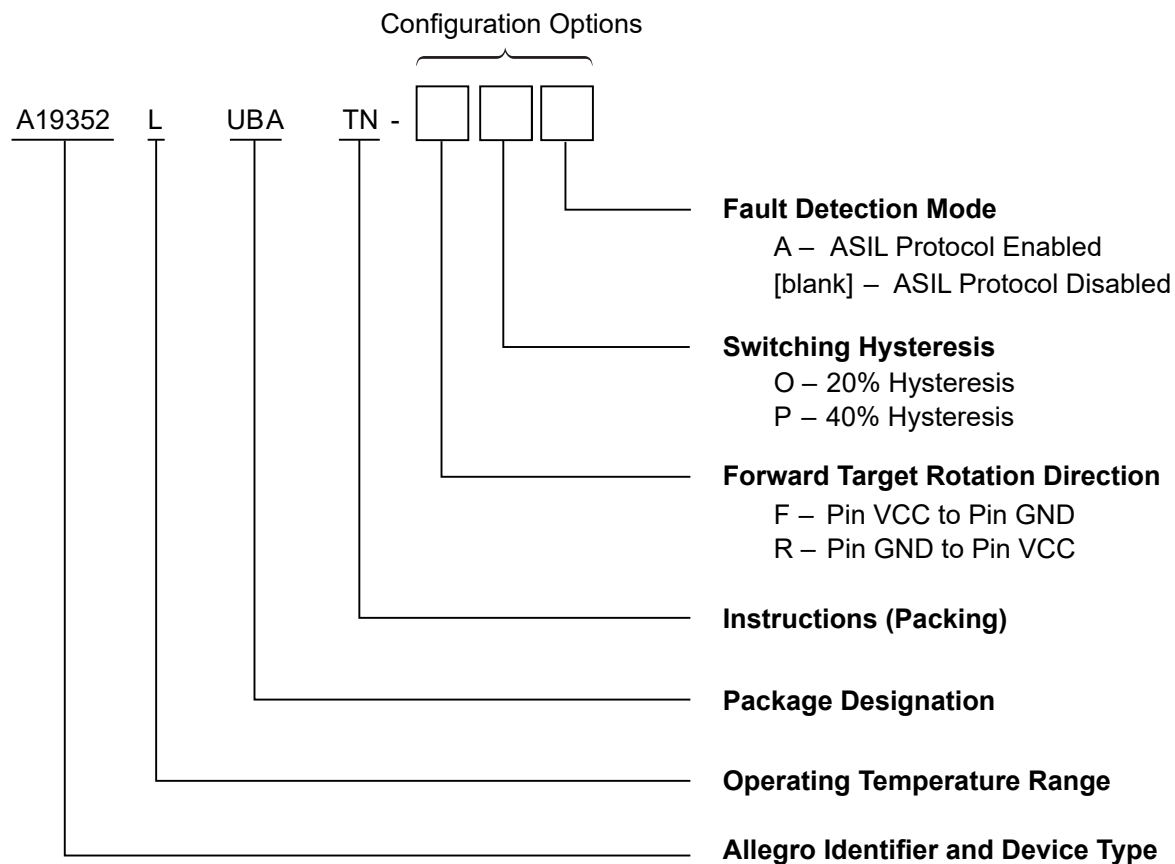 Configuration Options
A19352 L UBA TN -
Fault Detection Mode
A – ASIL Protocol Enabled
[blank] – ASIL Protocol Disabled
Switching Hysteresis
O – 20% Hysteresis
P – 40% Hysteresis
Forward Target Rotation Direction
F – Pin VCC to Pin GND
R – Pin GND to Pin VCC
Instructions (Packing)
Package Designation
Operating Temperature Range
Allegro Identifier and Device Type